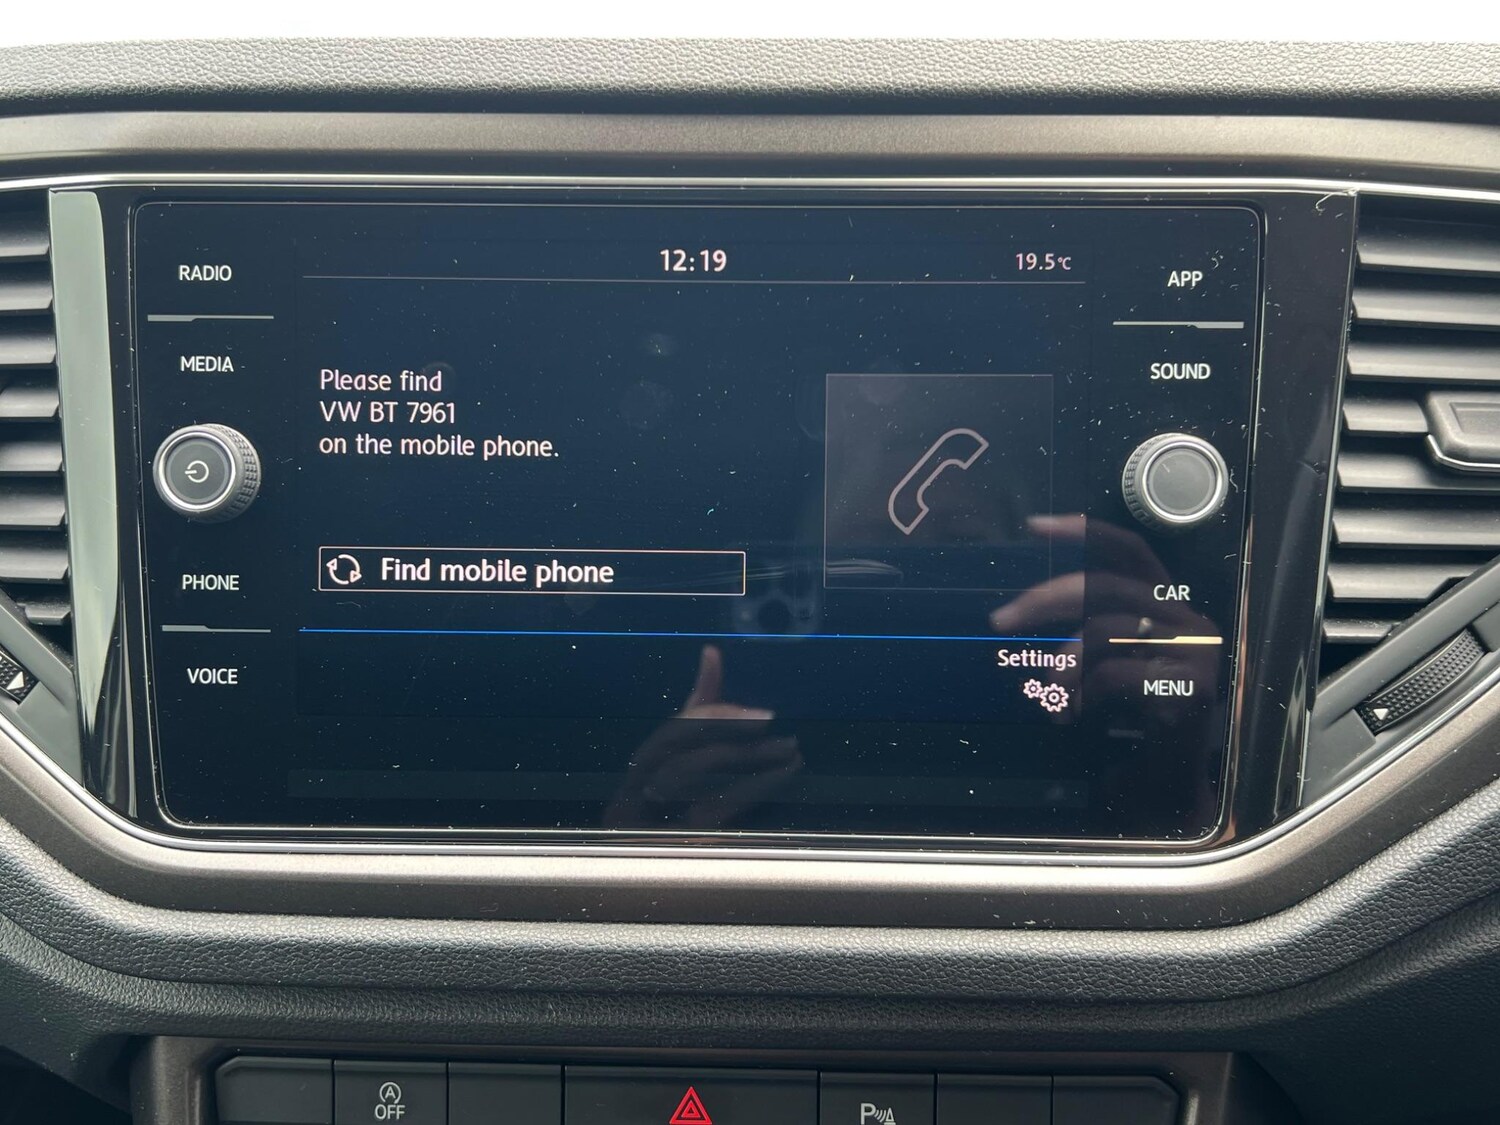 12:19
19.5°C
RADIO
MEDIA
PHONE
VOICE
Please find
VW BT 7961
on the mobile phone.
Find mobile phone
Settings
APP
SOUND
CAR
MENU
A
OFF
P